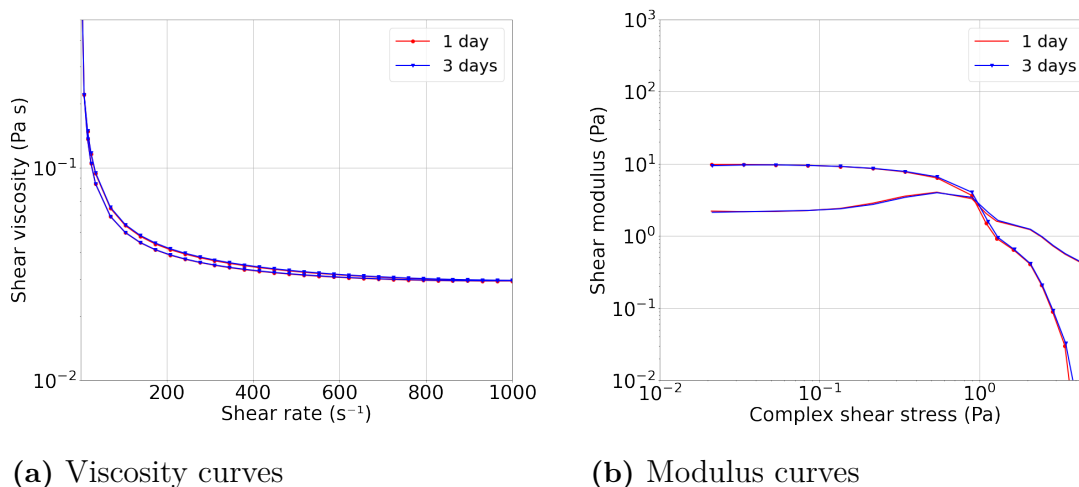 1 day
3 days
Shear viscosity (Pa s)
10⁻¹
10⁻²
200
400
600
800
1000
Shear rate (s⁻¹)
(a) Viscosity curves
1 day
3 days
Shear modulus (Pa)
10³
10²
10¹
10⁰
10⁻¹
10⁻²
10⁻²
10⁻¹
10⁰
Complex shear stress (Pa)
(b) Modulus curves